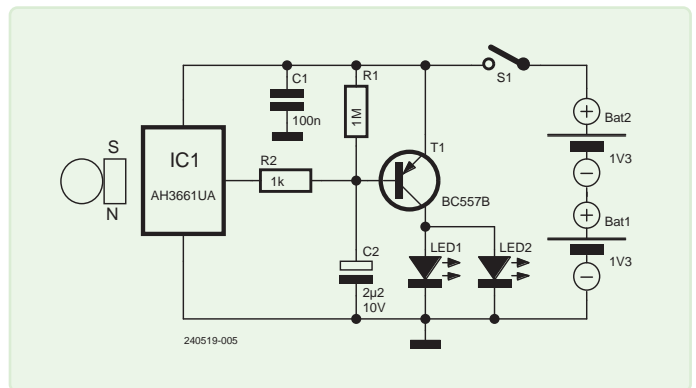 C1
100n
R1
1M
S1
Bat2
1V3
Bat1
1V3
T1
BC557B
S
N
IC1
AH3661UA
R2
1k
C2
2µ2
10V
LED1
LED2
240519-005